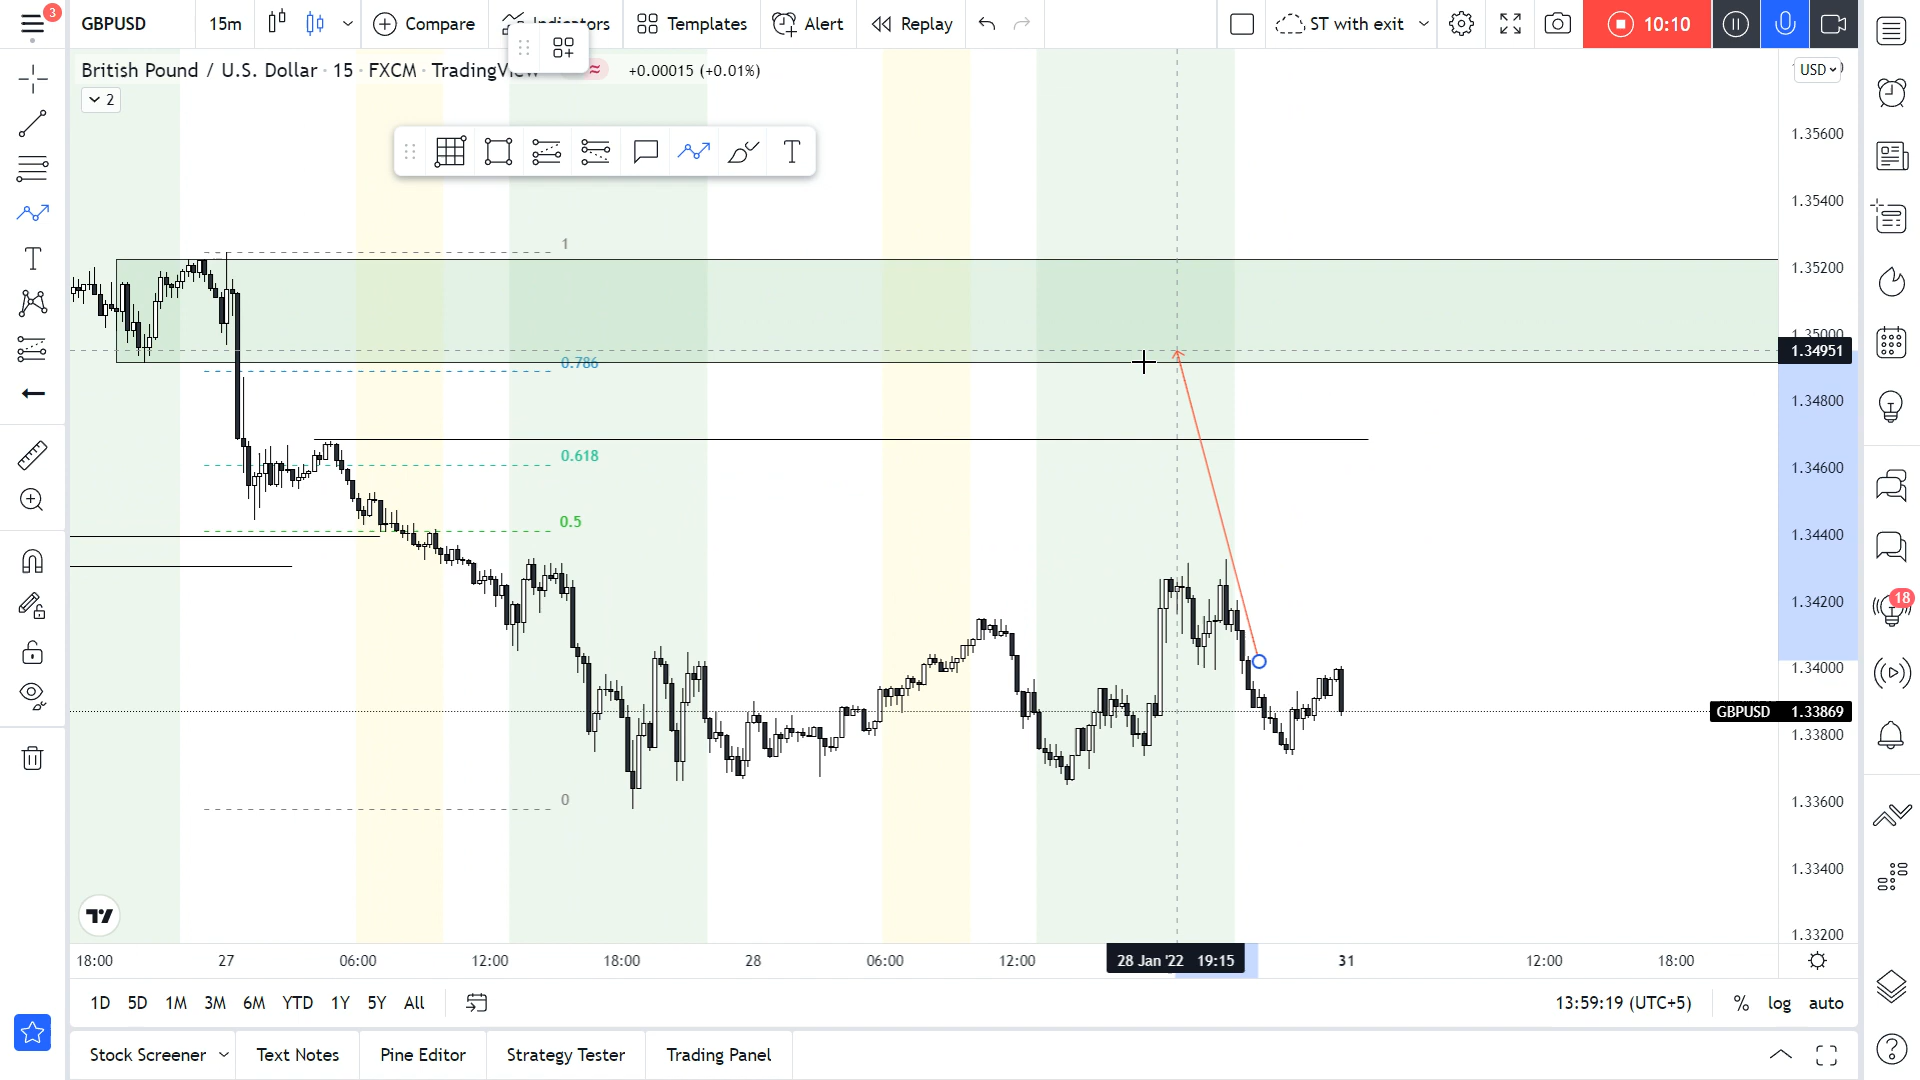 3
GBPUSD 15m Compare Indicators Templates Alert Replay ST with exit 10:10
British Pound / U.S. Dollar · 15 · FXCM · TradingView ≈ +0.00015 (+0.01%)
USD
2
1.35600
T
1.35400
1
T
1.35200
1.35000
1.34951
0.786
1.34800
0.618
1.34600
0.5
1.34400
1.34200
18
1.34000
GBPUSD 1.33869
1.33800
0
1.33600
1.33400
1.33200
18:00 27 06:00 12:00 18:00 28 06:00 12:00 28 Jan '22 19:15 31 12:00 18:00
1D 5D 1M 3M 6M YTD 1Y 5Y All 13:59:19 (UTC+5) % log auto
Stock Screener Text Notes Pine Editor Strategy Tester Trading Panel